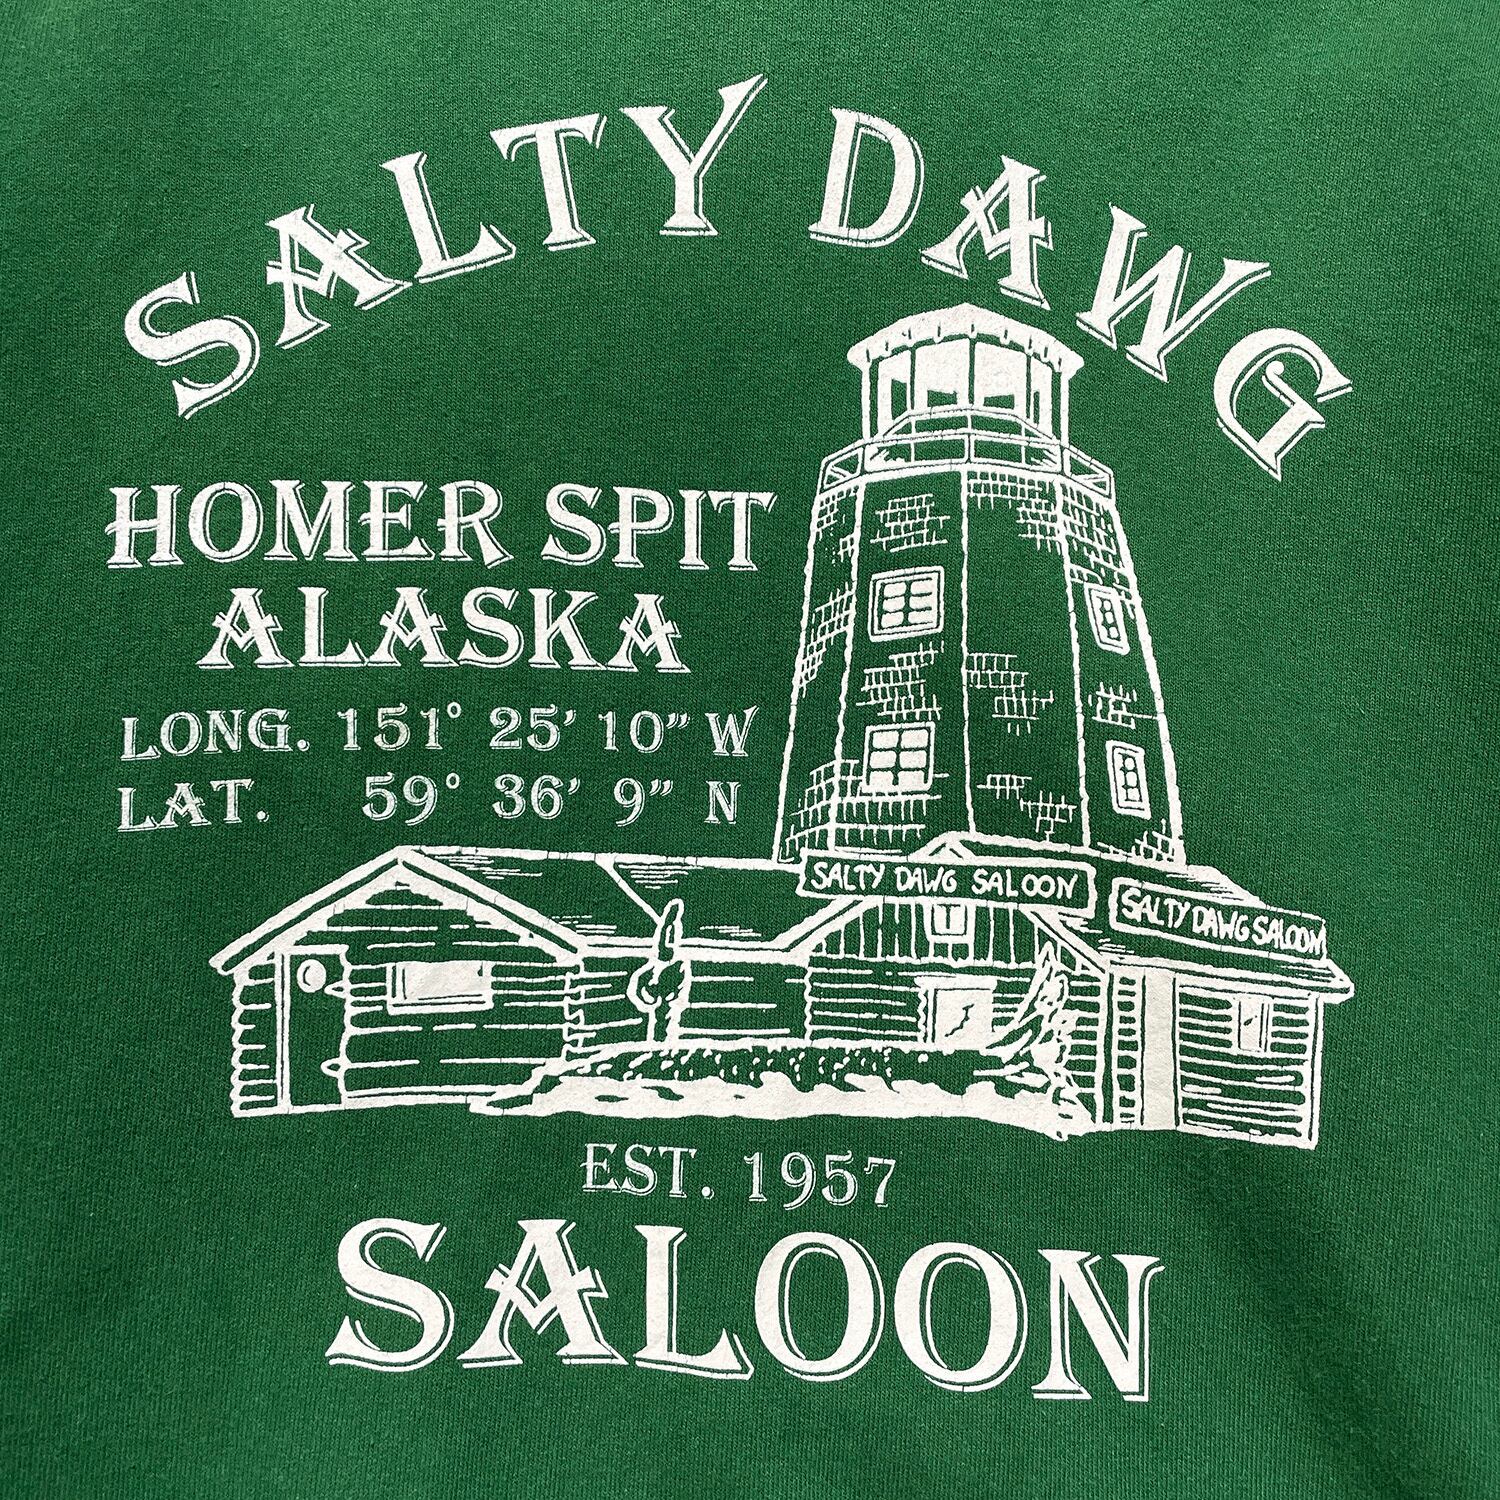 SALTY DAWG
HOMER SPIT
ALASKA
LONG. 151° 25' 10" W
LAT. 59° 36' 9" N
SALTY DAWG SALOON
SALTY DAWG SALOON
EST. 1957
SALOON